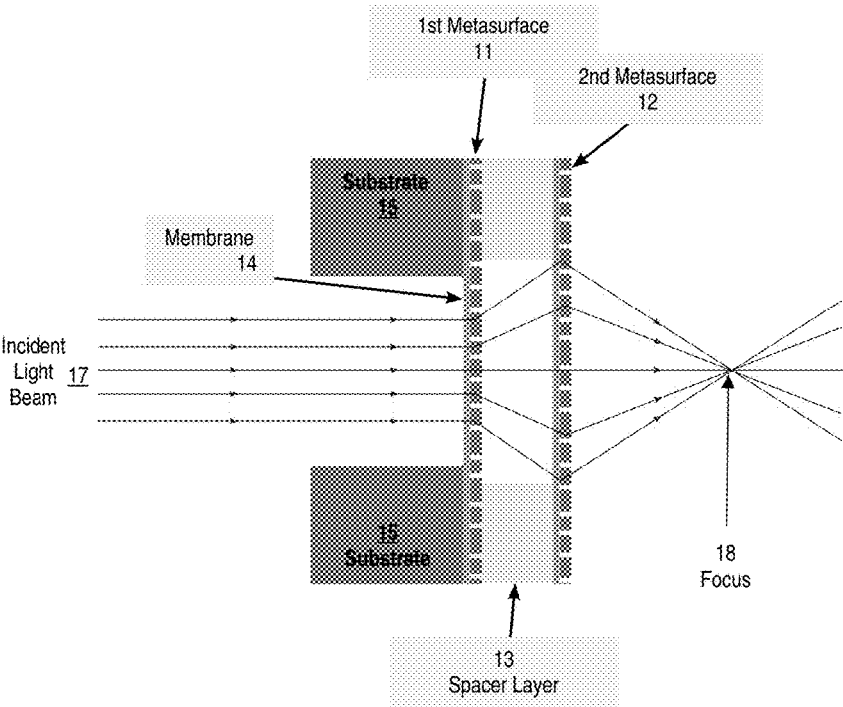 1st Metasurface
11
2nd Metasurface
12
Substrate
15
Membrane
14
Incident
Light 17
Beam
15
Substrate
18
Focus
13
Spacer Layer